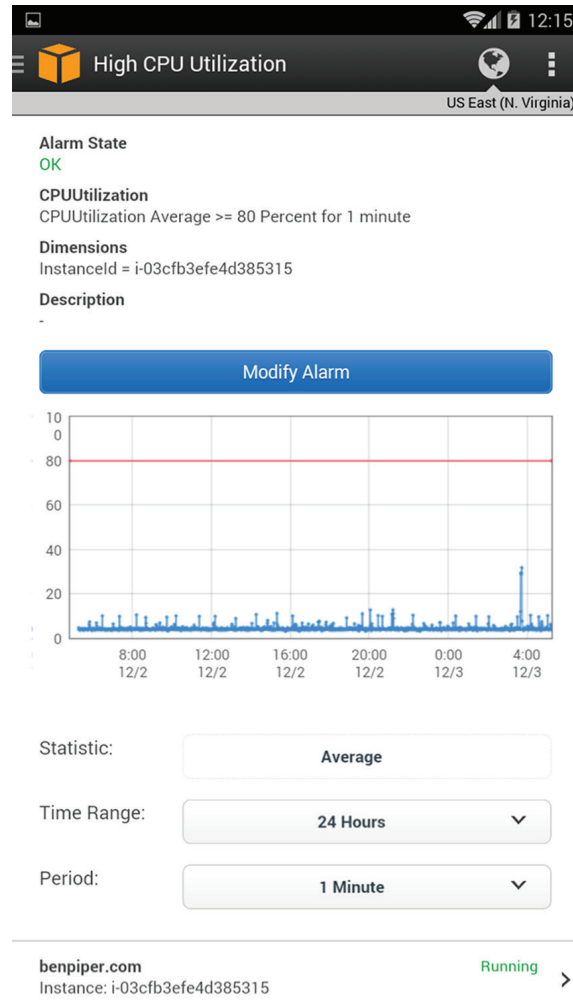 12:15
High CPU Utilization
US East (N. Virginia)
Alarm State
OK
CPUUtilization
CPUUtilization Average >= 80 Percent for 1 minute
Dimensions
InstanceId = i-03cfb3efe4d385315
Description
-
Modify Alarm
10
0
80
60
40
20
0
8:00 12:00 16:00 20:00 0:00 4:00
12/2 12/2 12/2 12/2 12/3 12/3
Statistic: Average
Time Range: 24 Hours
Period: 1 Minute
benpiper.com Running
Instance: i-03cfb3efe4d385315